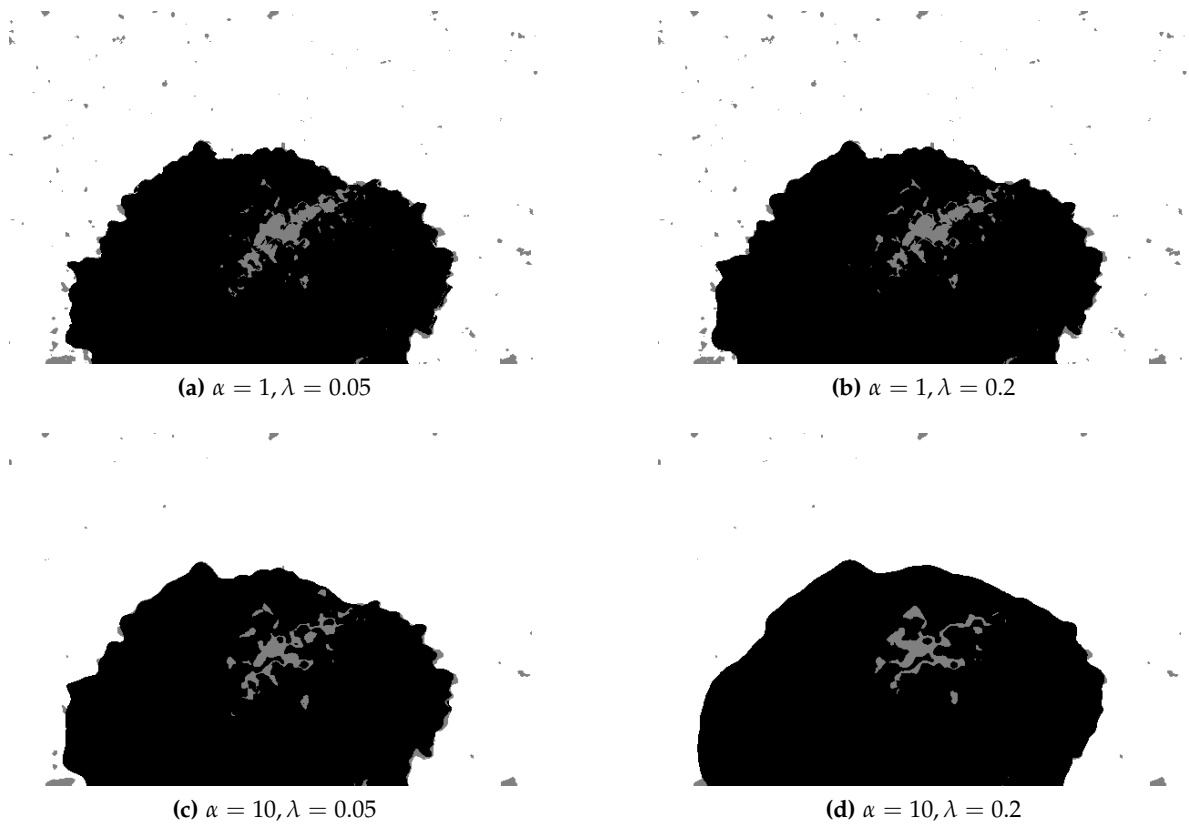 (a) α = 1, λ = 0.05
(b) α = 1, λ = 0.2
(c) α = 10, λ = 0.05
(d) α = 10, λ = 0.2